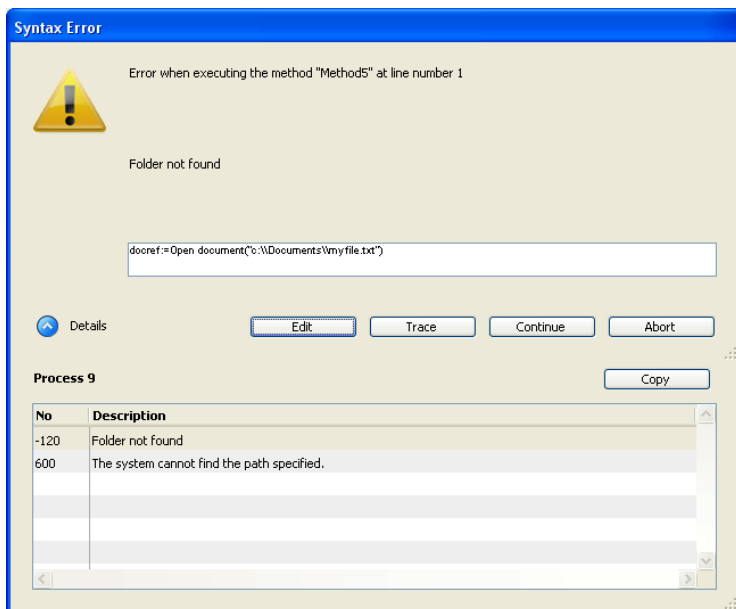 Syntax Error
Error when executing the method "Method5" at line number 1
Folder not found
docref:=Open document("c:\\Documents\\myfile.txt")
Details
Edit
Trace
Continue
Abort
Process 9
Copy
No Description
-120 Folder not found
600 The system cannot find the path specified.